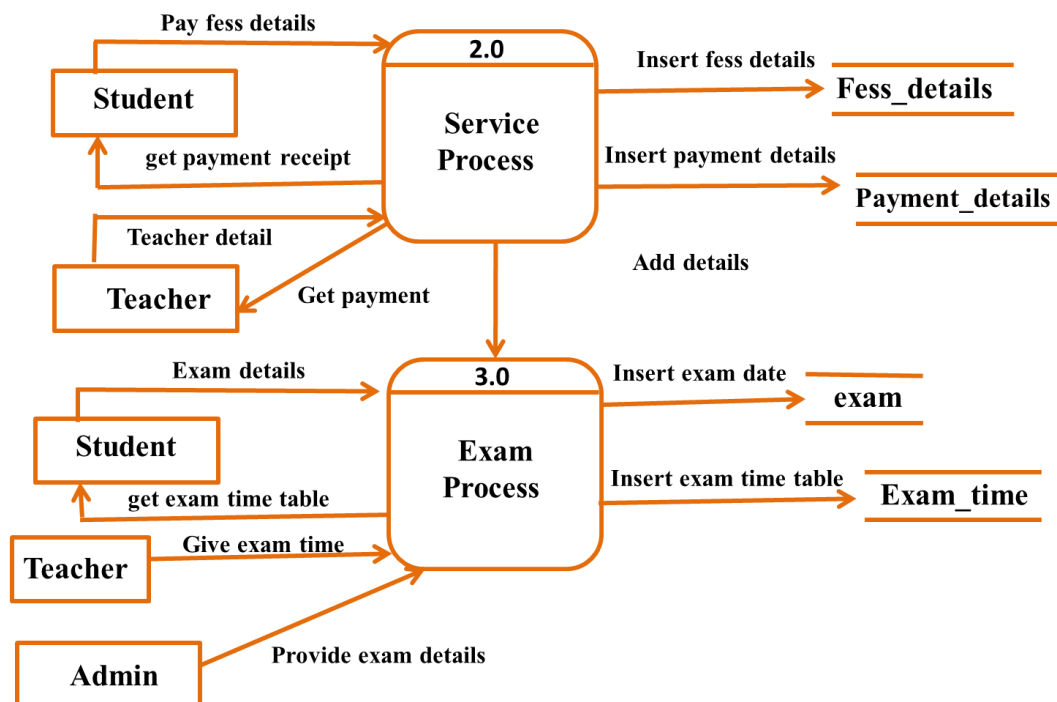 Pay fess details
2.0
Insert fess details
Student
Fess_details
Service
Process
get payment receipt
Insert payment details
Payment_details
Teacher detail
Add details
Teacher
Get payment
Exam details
3.0
Insert exam date
exam
Student
Exam
Process
Insert exam time table
get exam time table
Exam_time
Give exam time
Teacher
Provide exam details
Admin